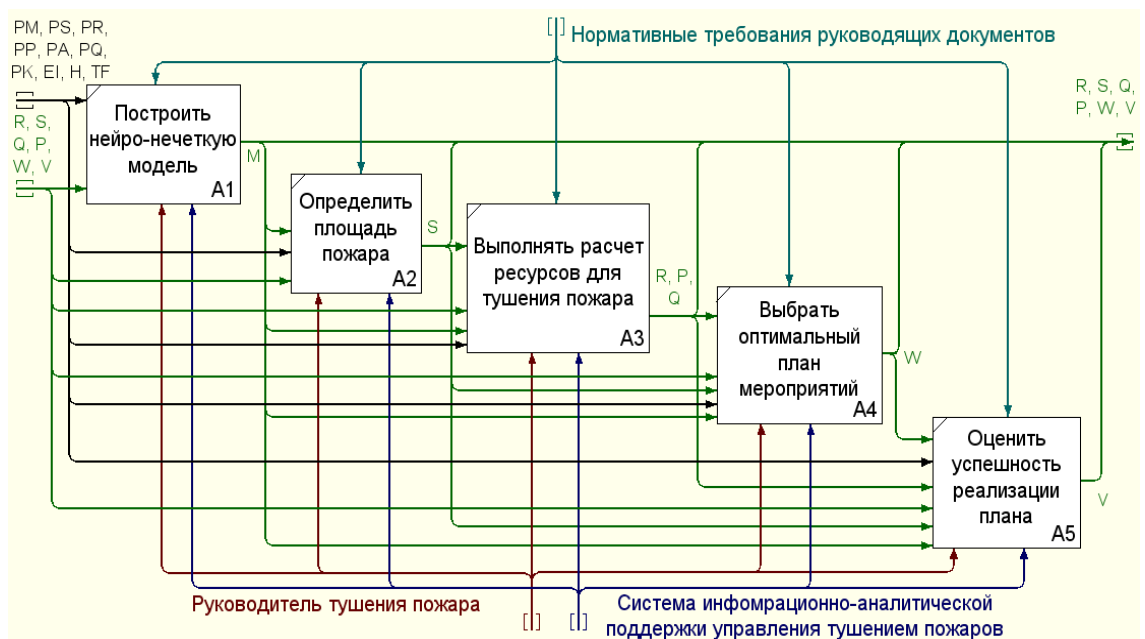 PM, PS, PR,
PP, PA, PQ,
PK, EI, H, TF
[ ]
Нормативные требования руководящих документов
R, S, Q,
P, W, V
R, S,
Q, P,
W, V
Построить
нейро-нечеткую
модель
A1
M
Определить
площадь
пожара
A2
S
Выполнять расчет
ресурсов для
тушения пожара
A3
R, P,
Q
Выбрать
оптимальный
план
мероприятий
A4
W
Оценить
успешность
реализации
плана
A5
V
Руководитель тушения пожара
Система инфомрационно-аналитической
поддержки управления тушением пожаров